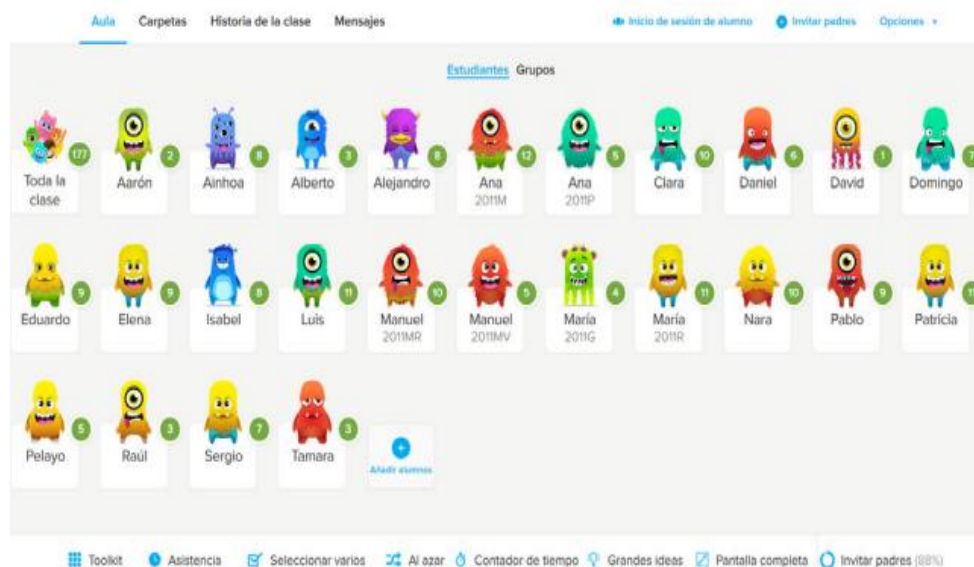 Aula Carpetas Historia de la clase Mensajes Inicio de sesión de alumno Invitar padres Opciones
Estudiantes Grupos
177 2 8 3 8 12 5 10 6 1 7
Toda la clase Aarón Ainhoa Alberto Alejandro Ana 2011M Ana 2011P Clara Daniel David Domingo
9 9 8 11 10 5 4 11 10 9
Eduardo Elena Isabel Luis Manuel 2011MR Manuel 2011MV María 2011G María 2011R Nara Pablo Patricia
5 3 7 3
Pelayo Raúl Sergio Tamara Añadir alumnos
Toolkit Asistencia Seleccionar varios Al azar Contador de tiempo Grandes ideas Pantalla completa Invitar padres (88%)